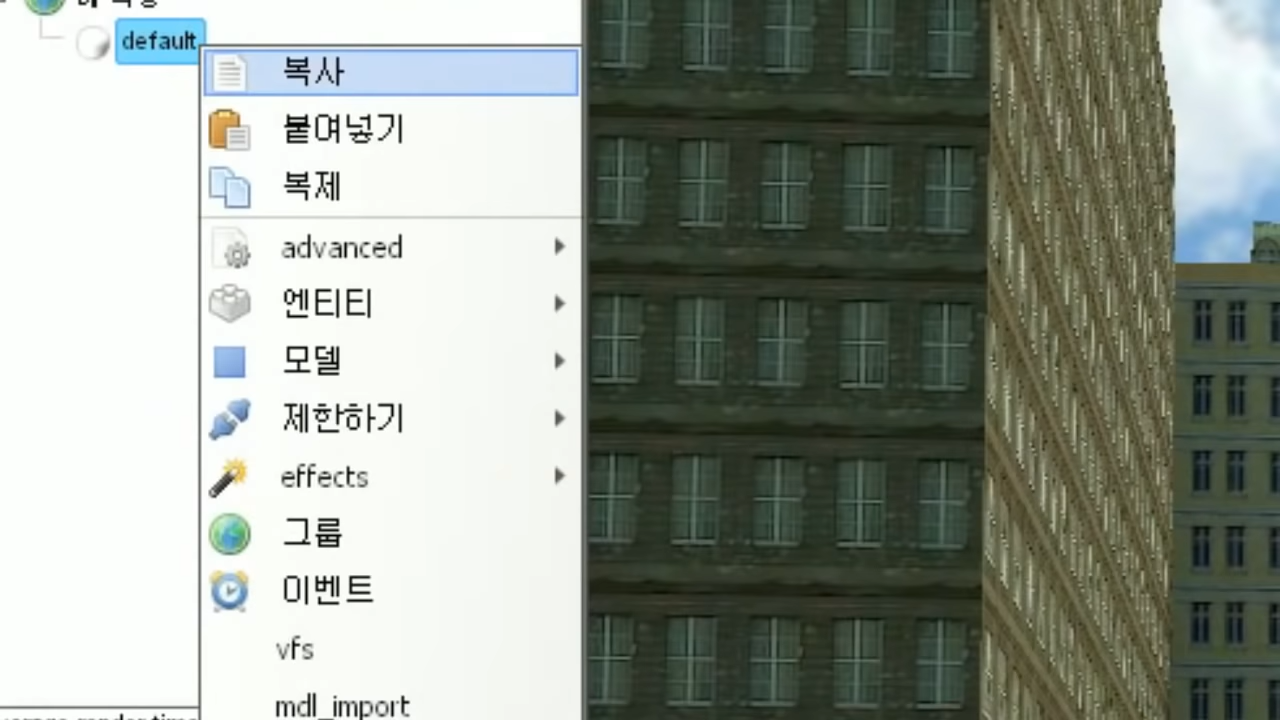 default
복사
붙여넣기
복제
advanced
엔티티
모델
제한하기
effects
그룹
이벤트
vfs
mdl_import